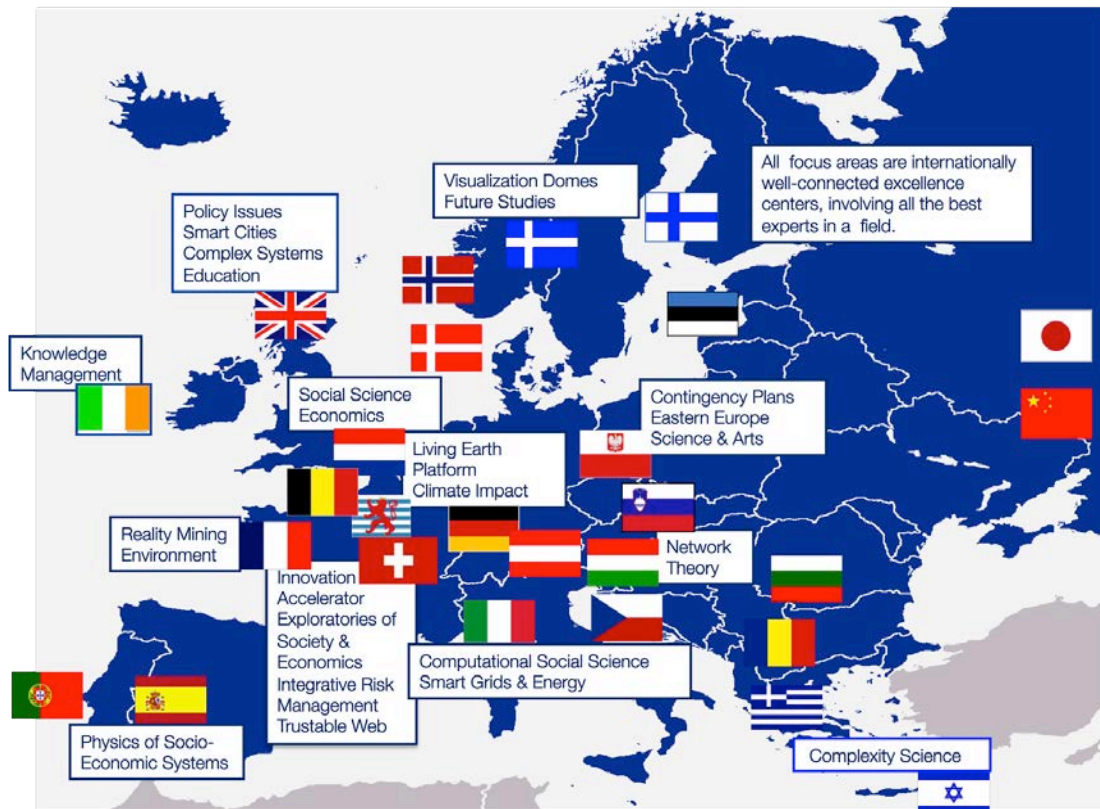 Visualization Domes
Future Studies
All focus areas are internationally
well-connected excellence
centers, involving all the best
experts in a field.
Policy Issues
Smart Cities
Complex Systems
Education
Knowledge
Management
Social Science
Economics
Contingency Plans
Eastern Europe
Science & Arts
Living Earth
Platform
Climate Impact
Reality Mining
Environment
Network
Theory
Innovation
Accelerator
Exploratories of
Society &
Economics
Integrative Risk
Management
Trustable Web
Computational Social Science
Smart Grids & Energy
Physics of Socio-
Economic Systems
Complexity Science